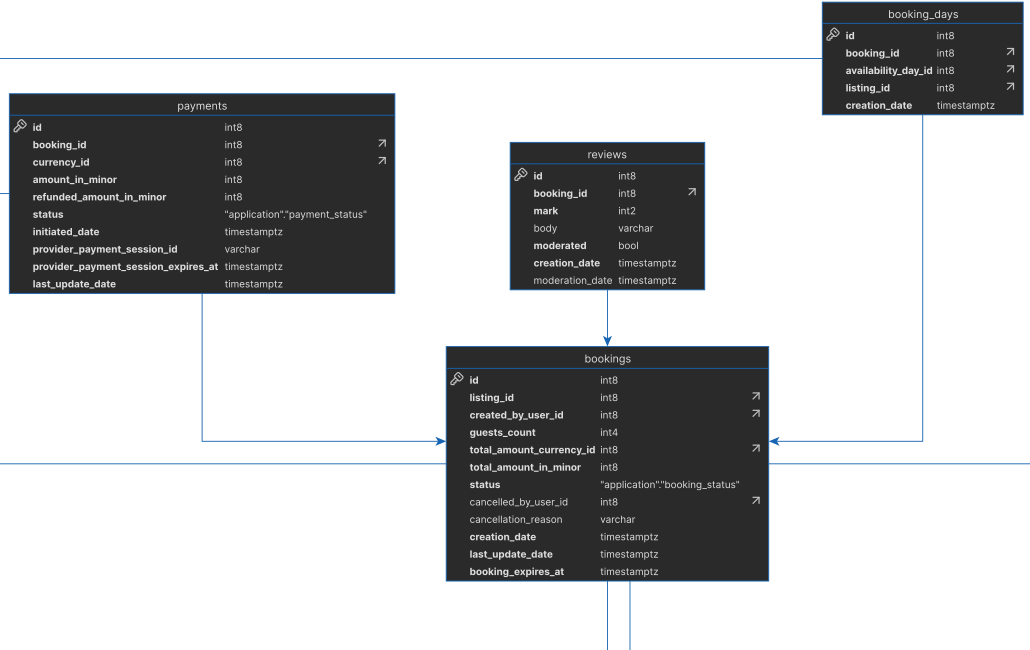 booking_days
id int8
booking_id int8
availability_day_id int8
listing_id int8
creation_date timestamptz
payments
id int8
booking_id int8
currency_id int8
amount_in_minor int8
refunded_amount_in_minor int8
status "application"."payment_status"
initiated_date timestamptz
provider_payment_session_id varchar
provider_payment_session_expires_at timestamptz
last_update_date timestamptz
reviews
id int8
booking_id int8
mark int2
body varchar
moderated bool
creation_date timestamptz
moderation_date timestamptz
bookings
id int8
listing_id int8
created_by_user_id int8
guests_count int4
total_amount_currency_id int8
total_amount_in_minor int8
status "application"."booking_status"
cancelled_by_user_id int8
cancellation_reason varchar
creation_date timestamptz
last_update_date timestamptz
booking_expires_at timestamptz